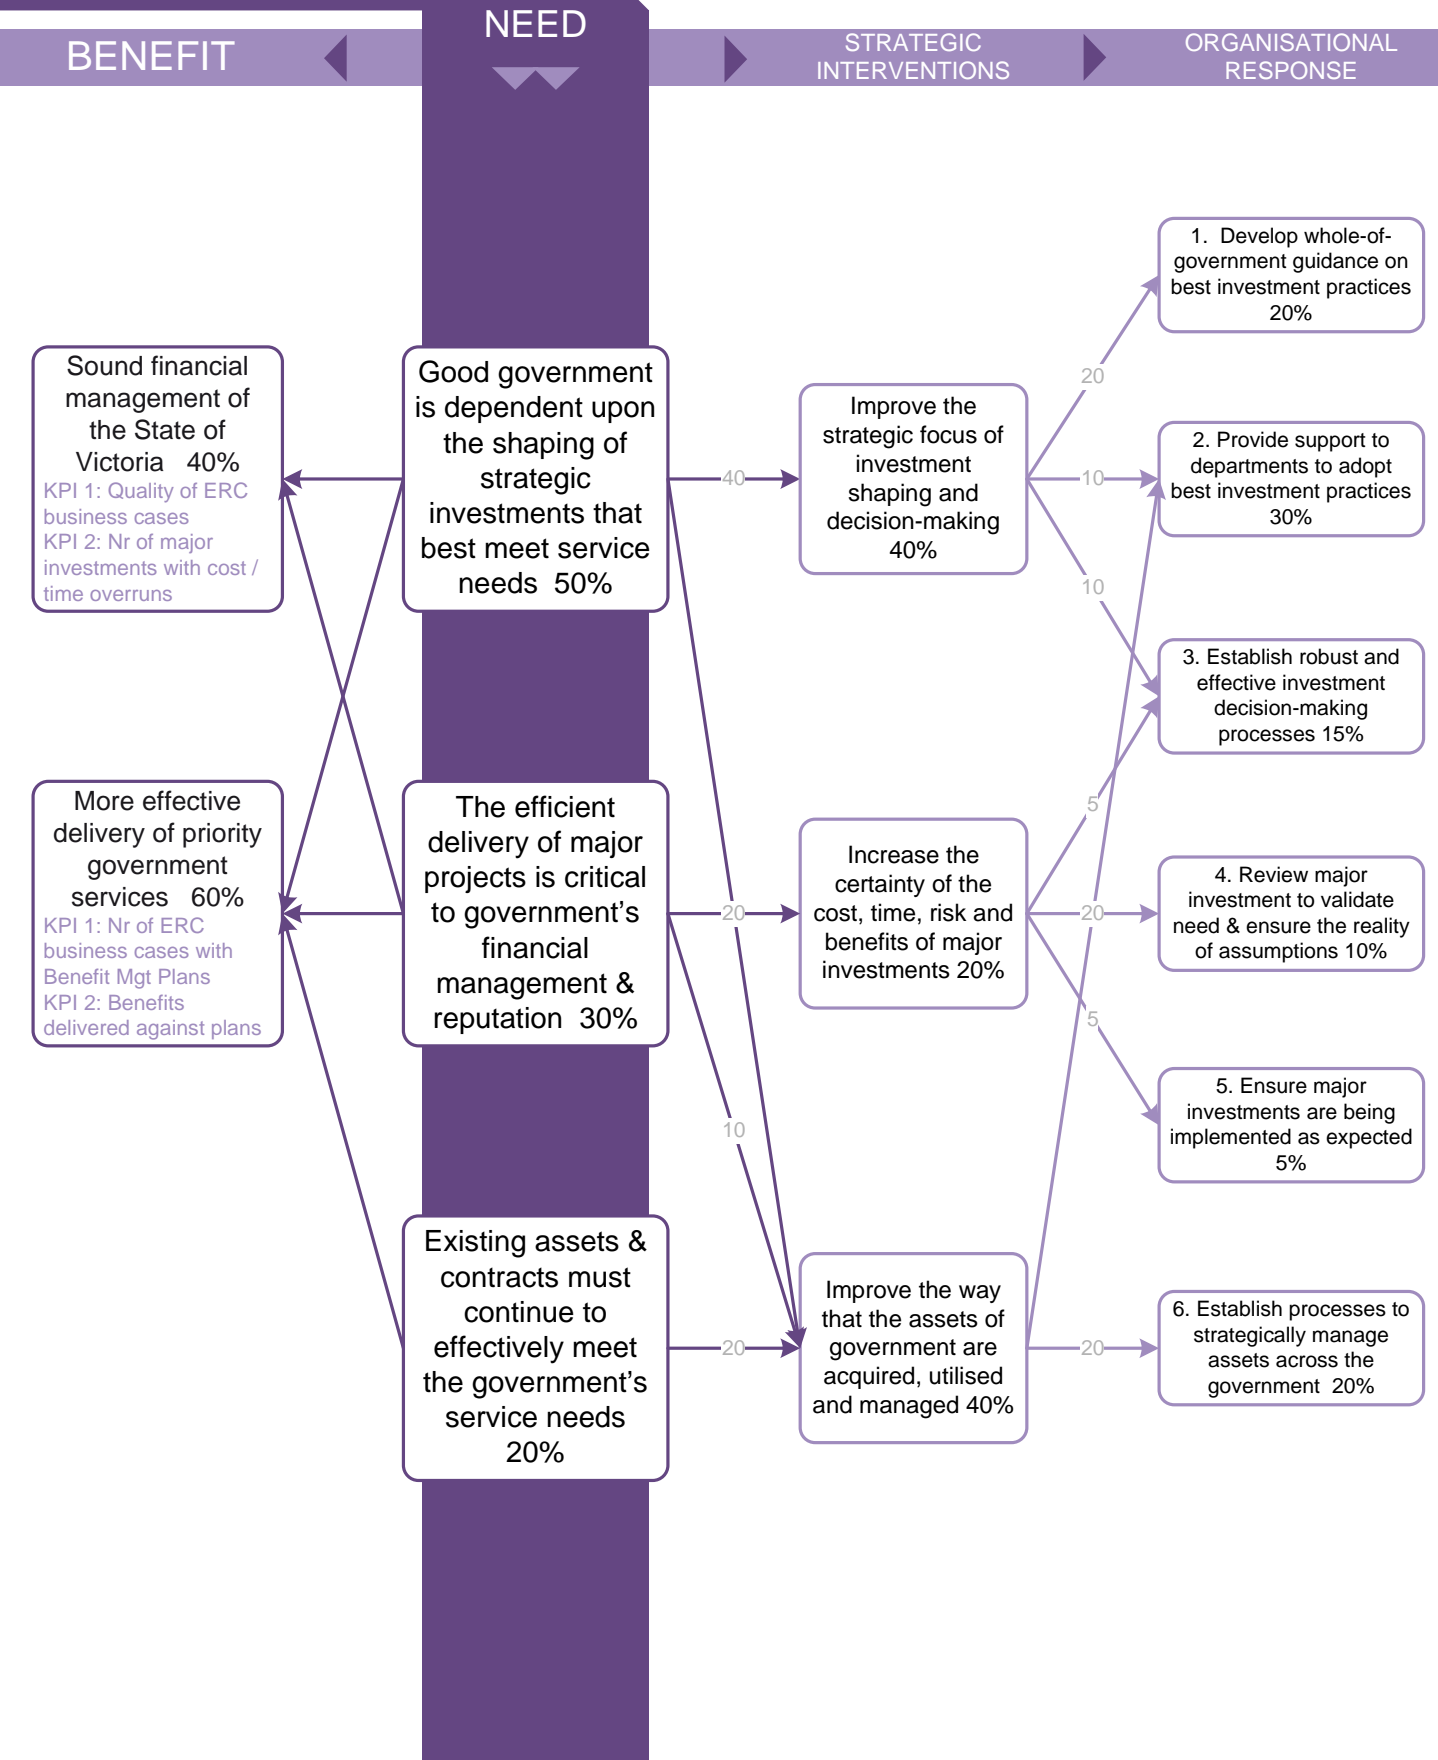 NEED
BENEFIT
STRATEGIC
INTERVENTIONS
ORGANISATIONAL
RESPONSE
Sound financial
management of
the State of
Victoria 40%
KPI 1: Quality of ERC
business cases
KPI 2: Nr of major
investments with cost /
time overruns
More effective
delivery of priority
government
services 60%
KPI 1: Nr of ERC
business cases with
Benefit Mgt Plans
KPI 2: Benefits
delivered against plans
Good government
is dependent upon
the shaping of
strategic
investments that
best meet service
needs 50%
The efficient
delivery of major
projects is critical
to government’s
financial
management &
reputation 30%
Existing assets &
contracts must
continue to
effectively meet
the government’s
service needs
20%
40
20
10
20
Improve the
strategic focus of
investment
shaping and
decision-making
40%
Increase the
certainty of the
cost, time, risk and
benefits of major
investments 20%
Improve the way
that the assets of
government are
acquired, utilised
and managed 40%
20
10
10
5
20
5
20
1. Develop whole-of-
government guidance on
best investment practices
20%
2. Provide support to
departments to adopt
best investment practices
30%
3. Establish robust and
effective investment
decision-making
processes 15%
4. Review major
investment to validate
need & ensure the reality
of assumptions 10%
5. Ensure major
investments are being
implemented as expected
5%
6. Establish processes to
strategically manage
assets across the
government 20%